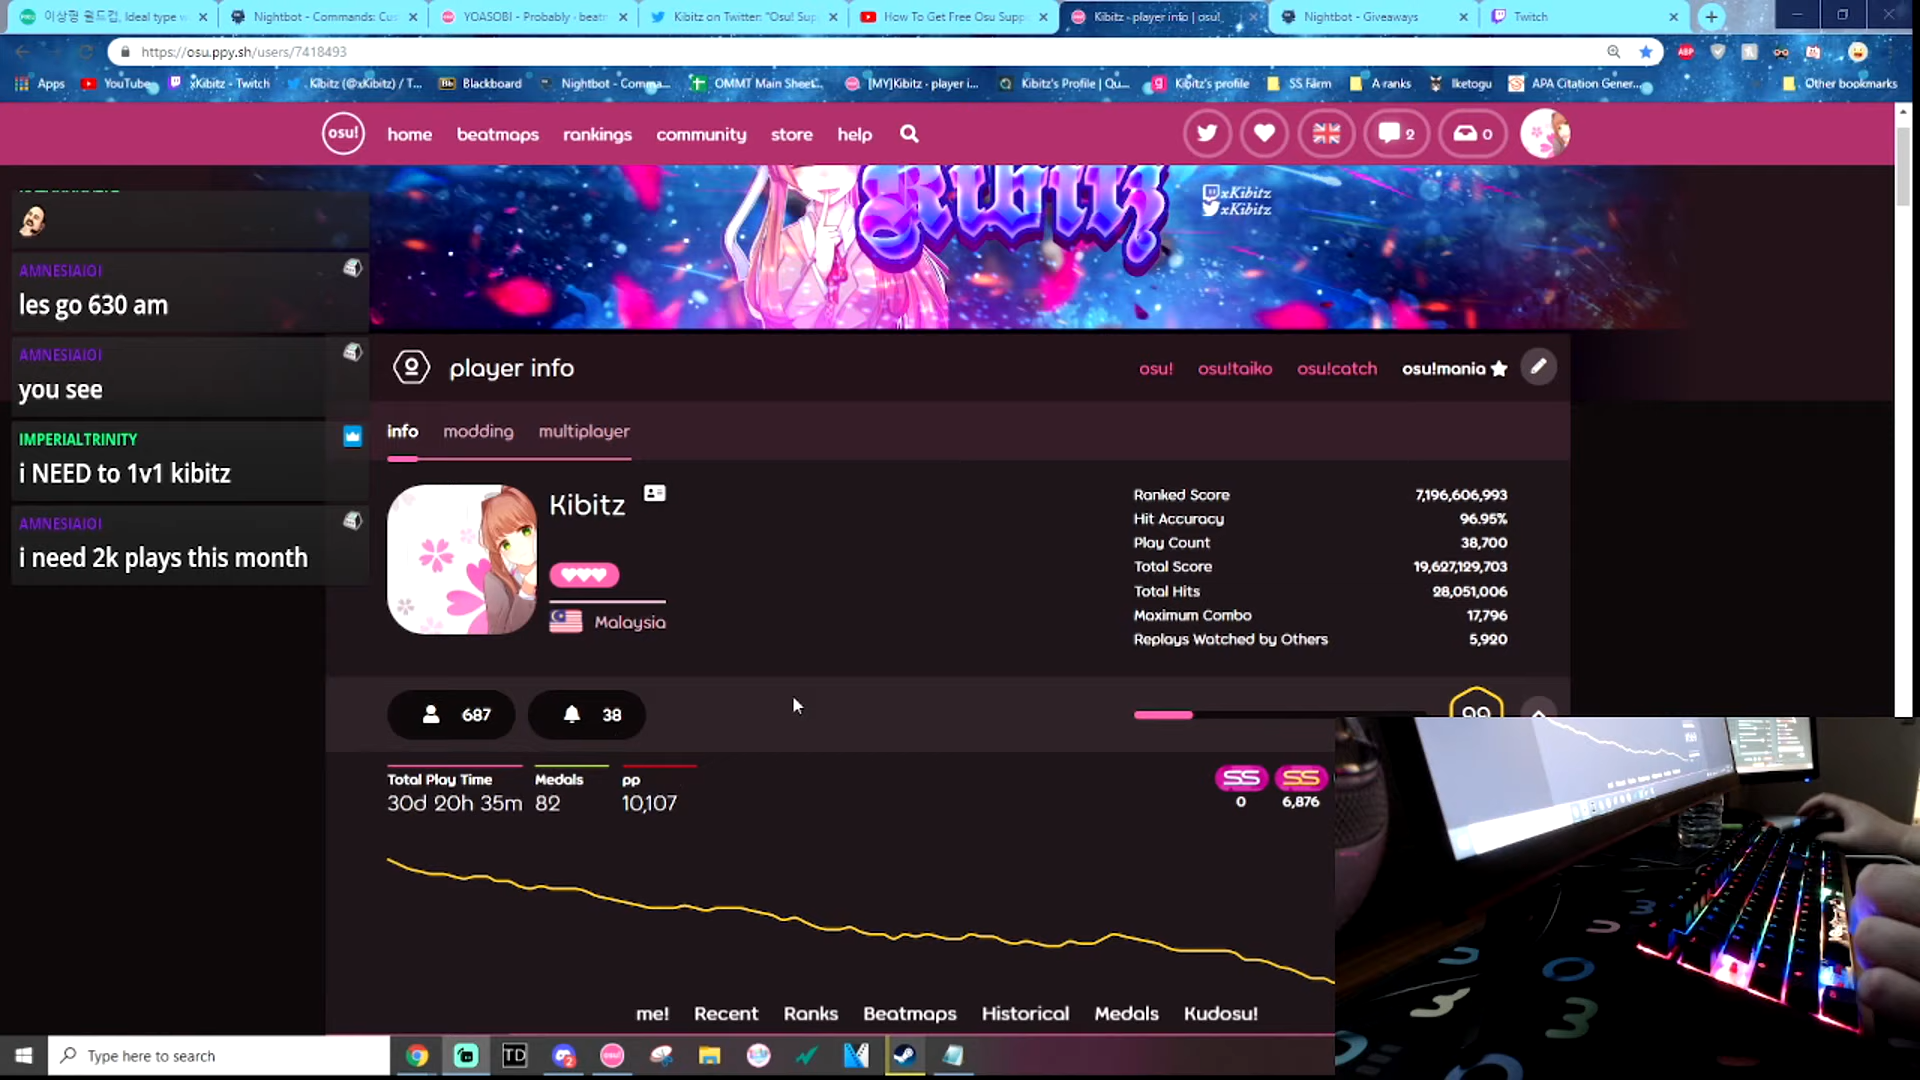 이상형 월드컵, Ideal type w
Nightbot - Commands: Cus
YOASOBI - Probably · beatm
Kibitz on Twitter: "Osu! Sup
How To Get Free Osu Suppo
Kibitz · player info | osu!
Nightbot - Giveaways
Twitch
https://osu.ppy.sh/users/7418493
Apps
YouTube
xKibitz - Twitch
Kibitz (@xKibitz) / T...
Blackboard
Nightbot - Comma...
OMMT Main Sheet...
[MY]Kibitz - player i...
Kibitz's Profile | Qu...
Kibitz's profile
SS Farm
A ranks
Iketogu
APA Citation Gener...
Other bookmarks
ABP
osu!
home
beatmaps
rankings
community
store
help
2
0
Kibitz
xKibitz
xKibitz
AMNESIAIOI
les go 630 am
AMNESIAIOI
you see
IMPERIALTRINITY
i NEED to 1v1 kibitz
AMNESIAIOI
i need 2k plays this month
player info
osu!
osu!taiko
osu!catch
osu!mania
info
modding
multiplayer
Kibitz
Malaysia
Ranked Score 7,196,606,993
Hit Accuracy 96.95%
Play Count 38,700
Total Score 19,627,129,703
Total Hits 28,051,006
Maximum Combo 17,796
Replays Watched by Others 5,920
687
38
99
Total Play Time
30d 20h 35m
Medals
82
pp
10,107
SS
0
SS
6,876
me!
Recent
Ranks
Beatmaps
Historical
Medals
Kudosu!
Type here to search
TD
2
osu!